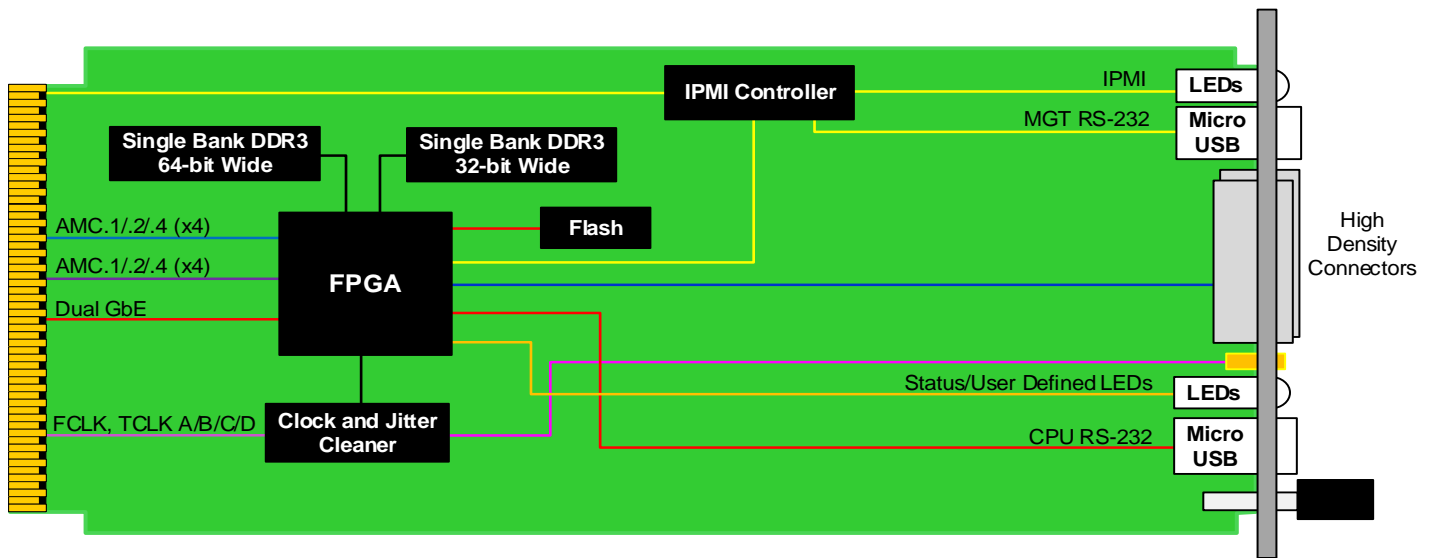 IPMI Controller
IPMI
LEDs
MGT RS-232
Micro
USB
Single Bank DDR3
64-bit Wide
Single Bank DDR3
32-bit Wide
AMC.1/.2/.4 (x4)
Flash
High
Density
Connectors
AMC.1/.2/.4 (x4)
FPGA
Dual GbE
Status/User Defined LEDs
LEDs
FCLK, TCLK A/B/C/D
Clock and Jitter
Cleaner
CPU RS-232
Micro
USB